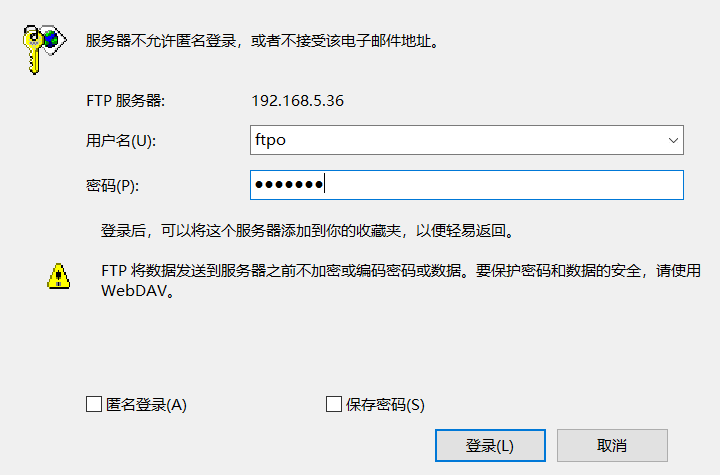 服务器不允许匿名登录，或者不接受该电子邮件地址。
FTP 服务器: 192.168.5.36
用户名(U): ftpo
密码(P): ●●●●●●●
登录后，可以将这个服务器添加到你的收藏夹，以便轻易返回。
FTP 将数据发送到服务器之前不加密或编码密码或数据。要保护密码和数据的安全，请使用
WebDAV。
匿名登录(A) 保存密码(S)
登录(L) 取消